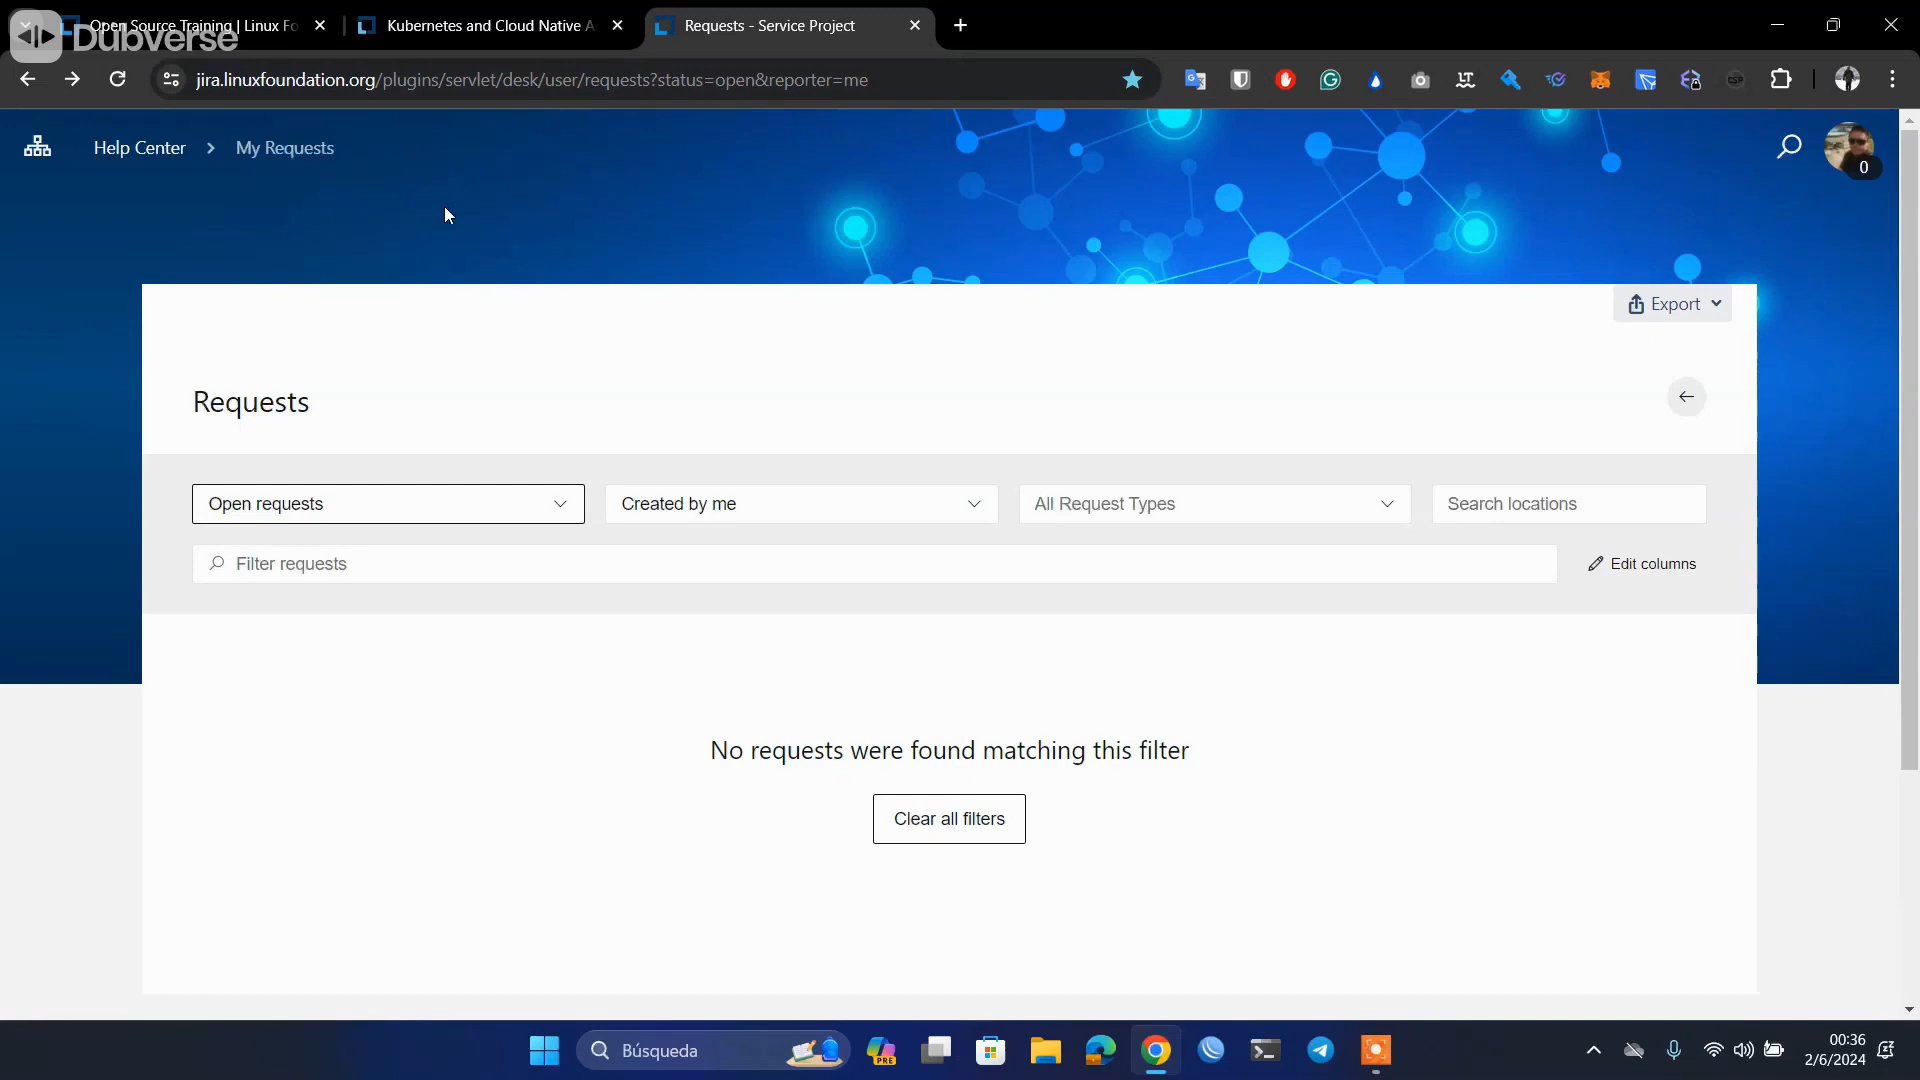 Open Source Training | Linux Fo
Kubernetes and Cloud Native A
Requests - Service Project
Dubverse
jira.linuxfoundation.org/plugins/servlet/desk/user/requests?status=open&reporter=me
Help Center
My Requests
0
Export
Requests
Open requests
Created by me
All Request Types
Search locations
Filter requests
Edit columns
No requests were found matching this filter
Clear all filters
Búsqueda
PRE
00:36
2/6/2024